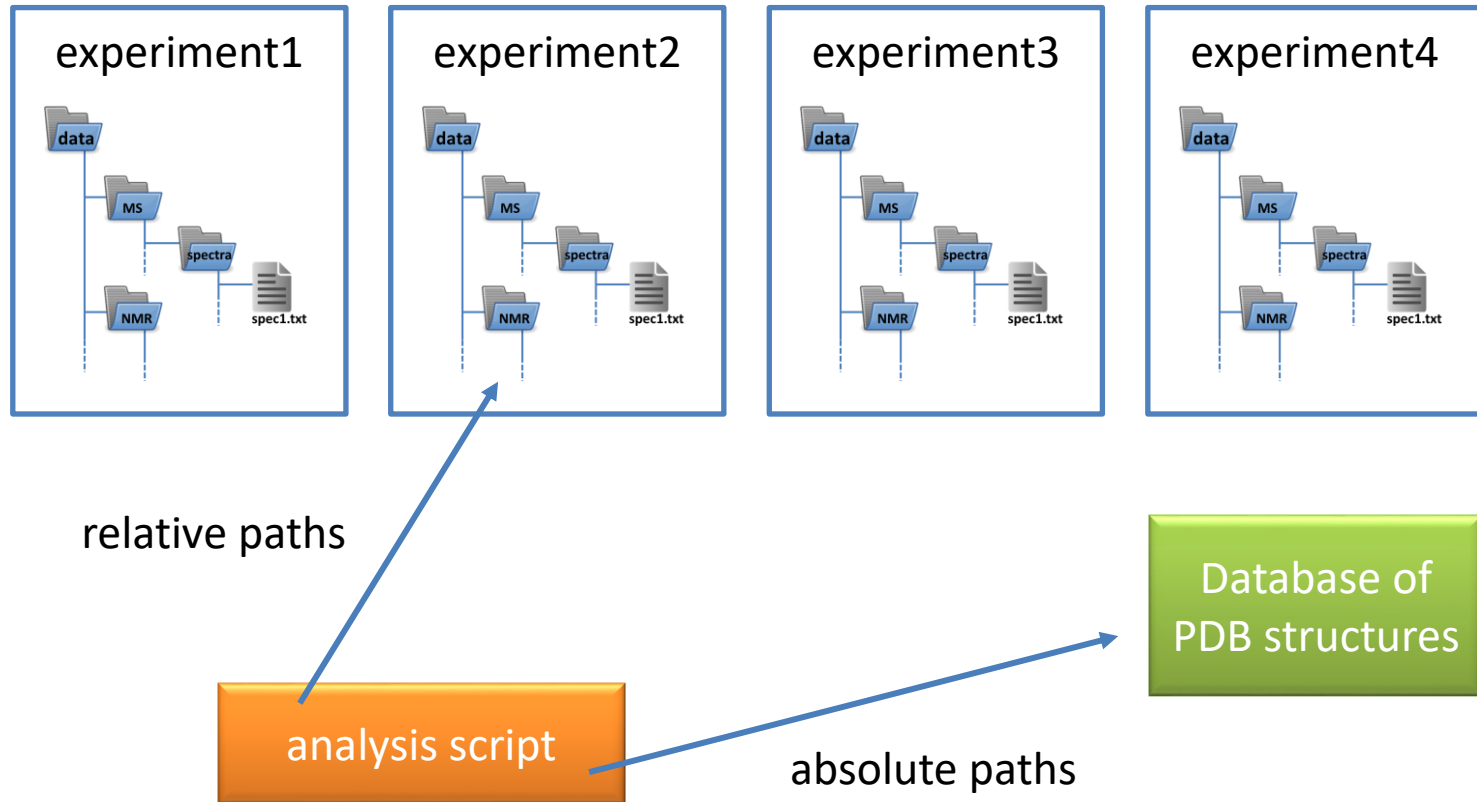 experiment1
data
MS
spectra
NMR
spec1.txt
experiment2
data
MS
spectra
NMR
spec1.txt
experiment3
data
MS
spectra
NMR
spec1.txt
experiment4
data
MS
spectra
NMR
spec1.txt
relative paths
Database of
PDB structures
analysis script
absolute paths